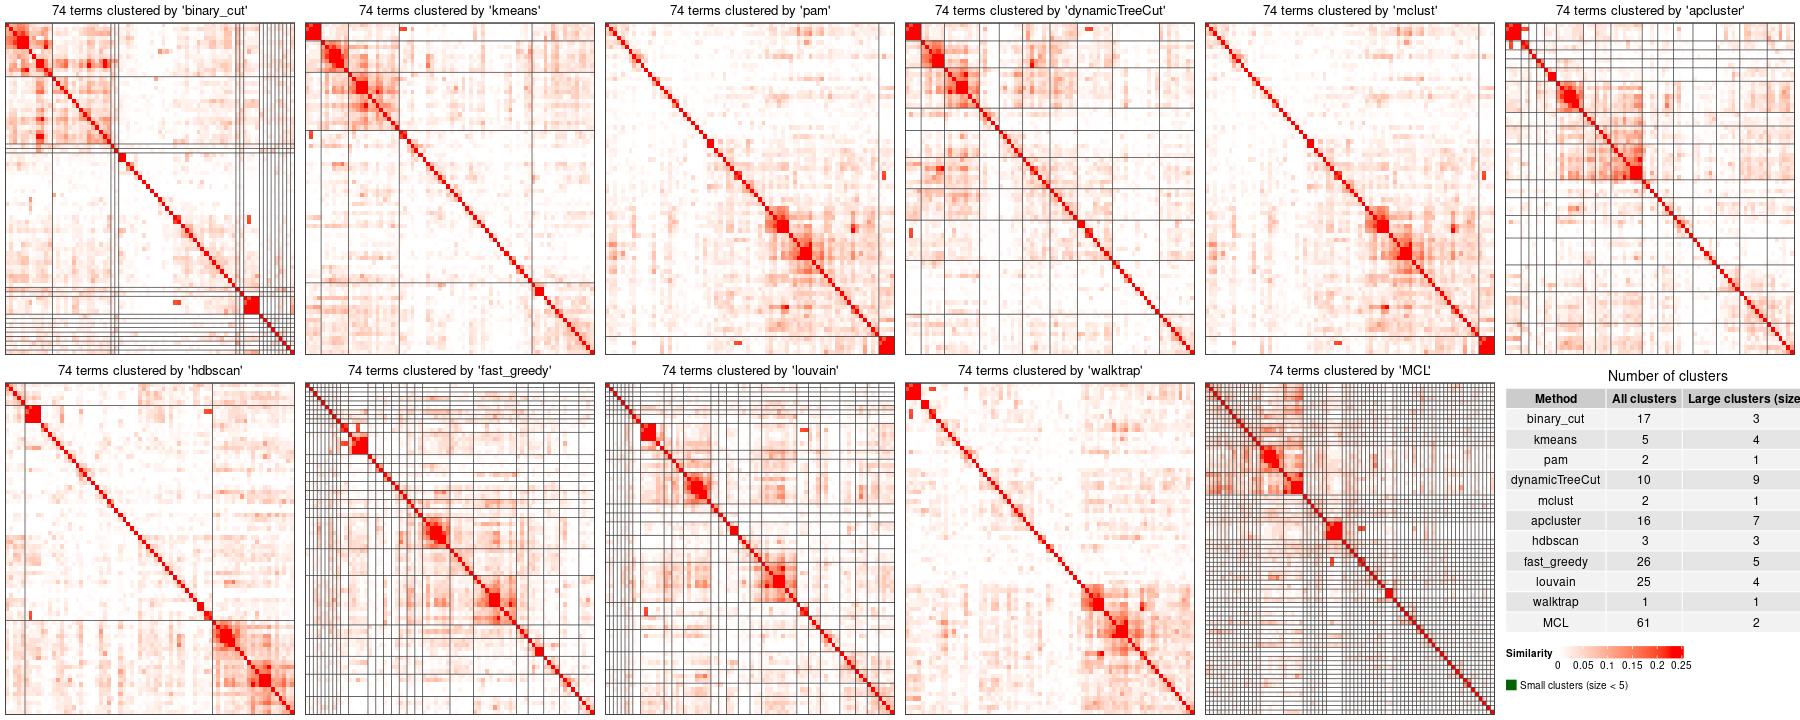 74 terms clustered by 'binary_cut'
74 terms clustered by 'kmeans'
74 terms clustered by 'pam'
74 terms clustered by 'dynamicTreeCut'
74 terms clustered by 'mclust'
74 terms clustered by 'apcluster'
74 terms clustered by 'hdbscan'
74 terms clustered by 'fast_greedy'
74 terms clustered by 'louvain'
74 terms clustered by 'walktrap'
74 terms clustered by 'MCL'
Number of clusters
Method All clusters Large clusters (size
binary_cut 17 3
kmeans 5 4
pam 2 1
dynamicTreeCut 10 9
mclust 2 1
apcluster 16 7
hdbscan 3 3
fast_greedy 26 5
louvain 25 4
walktrap 1 1
MCL 61 2
Similarity
0 0.05 0.1 0.15 0.2 0.25
Small clusters (size < 5)